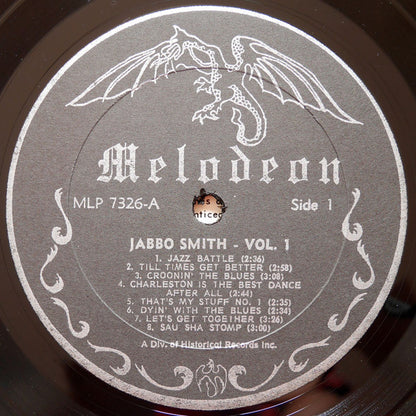 Melodeon
MLP 7326-A
Side 1
JABBO SMITH - VOL. 1
1. JAZZ BATTLE (2:36)
2. TILL TIMES GET BETTER (2:58)
3. CROONIN' THE BLUES (3:08)
4. CHARLESTON IS THE BEST DANCE
AFTER ALL (2:44)
5. THAT'S MY STUFF NO. 1 (2:35)
6. DYIN' WITH THE BLUES (2:34)
7. LET'S GET TOGETHER (3:26)
8. SAU SHA STOMP (3:00)
A Div. of Historical Records Inc.